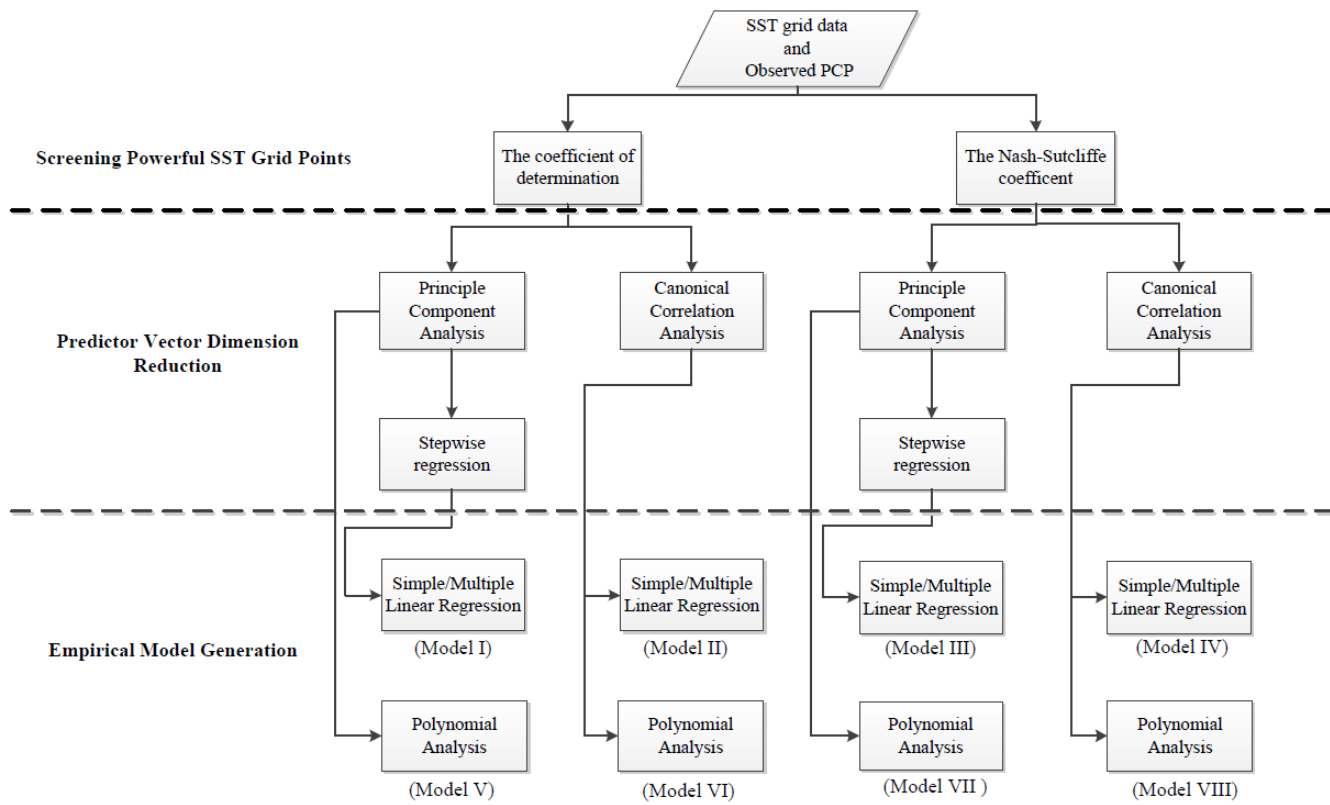 SST grid data
and
Observed PCP
Screening Powerful SST Grid Points
The coefficient of
determination
The Nash-Sutcliffe
coefficent
Predictor Vector Dimension
Reduction
Principle
Component
Analysis
Canonical
Correlation
Analysis
Principle
Component
Analysis
Canonical
Correlation
Analysis
Stepwise
regression
Stepwise
regression
Empirical Model Generation
Simple/Multiple
Linear Regression
(Model I)
Simple/Multiple
Linear Regression
(Model II)
Simple/Multiple
Linear Regression
(Model III)
Simple/Multiple
Linear Regression
(Model IV)
Polynomial
Analysis
(Model V)
Polynomial
Analysis
(Model VI)
Polynomial
Analysis
(Model VII )
Polynomial
Analysis
(Model VIII)